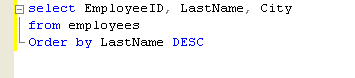 select EmployeeID, LastName, City
from employees
Order by LastName DESC